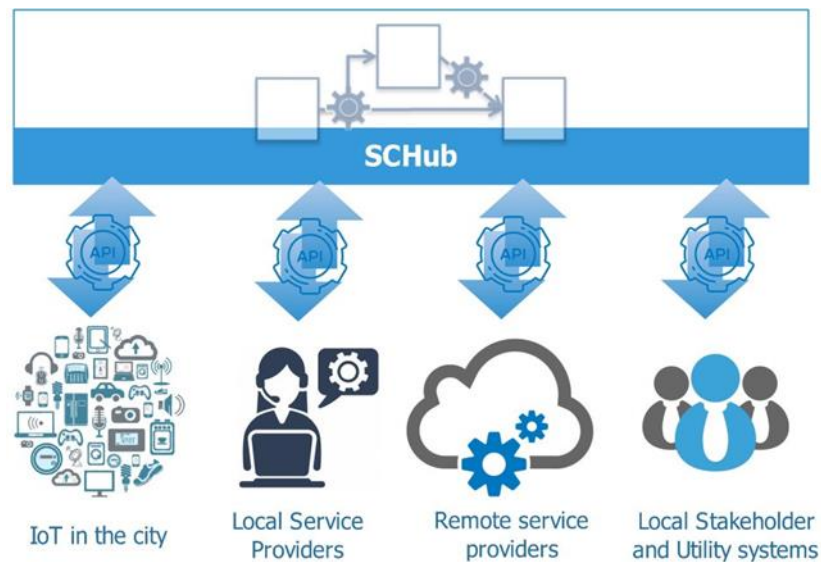 SCHub
API
API
API
API
IoT in the city
Local Service
Providers
Remote service
providers
Local Stakeholder
and Utility systems